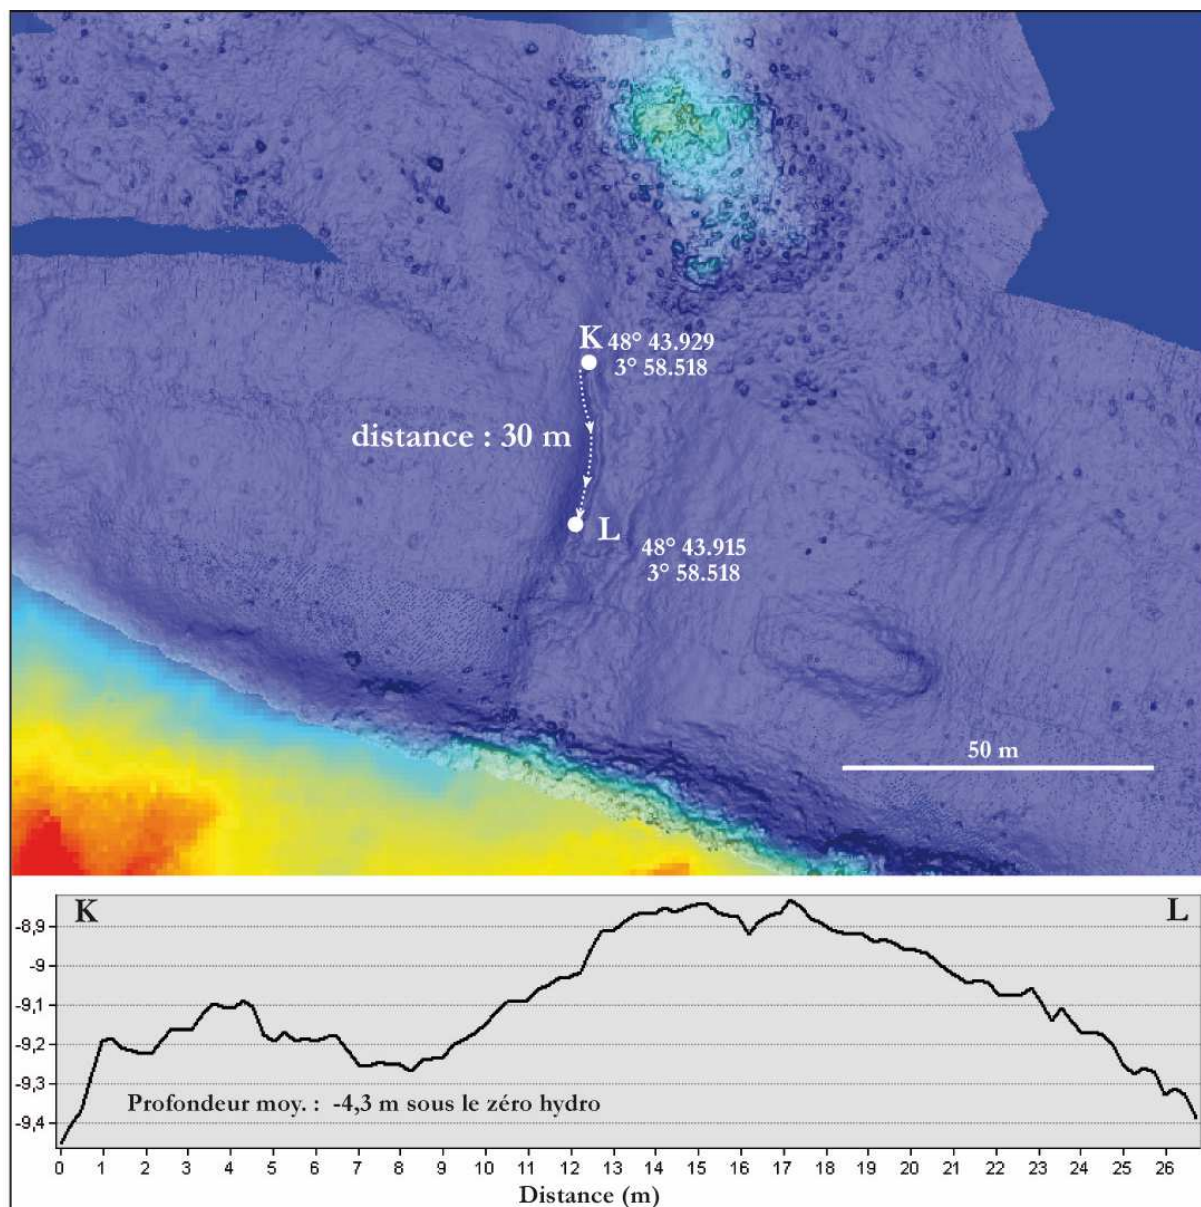 K 48° 43.929
3° 58.518
distance : 30 m
L
48° 43.915
3° 58.518
50 m
K L
-8,9
-9
-9,1
-9,2
-9,3
-9,4
Profondeur moy. : -4,3 m sous le zéro hydro
0 1 2 3 4 5 6 7 8 9 10 11 12 13 14 15 16 17 18 19 20 21 22 23 24 25 26
Distance (m)